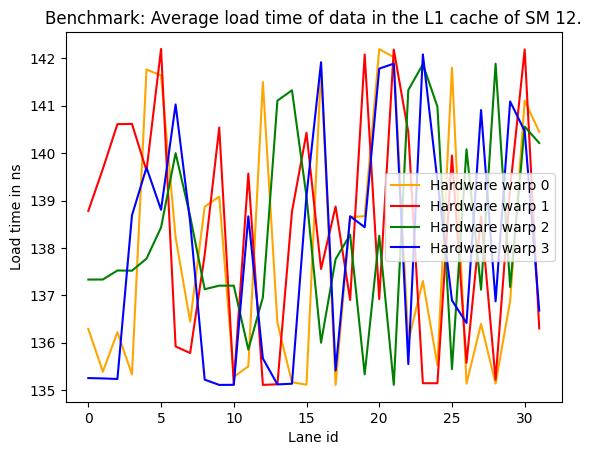 Benchmark: Average load time of data in the L1 cache of SM 12.
142
141
140
139
138
137
136
135
Load time in ns
Hardware warp 0
Hardware warp 1
Hardware warp 2
Hardware warp 3
0 5 10 15 20 25 30
Lane id